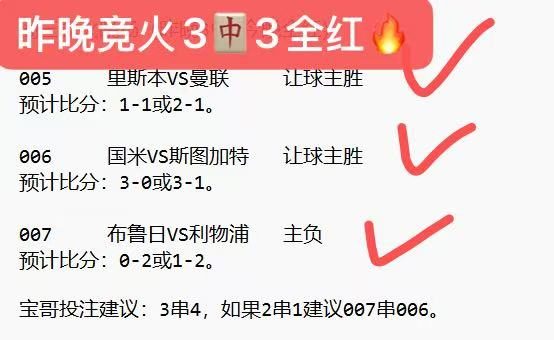 昨晚竞火3🀄3全红🔥
005 里斯本VS曼联 让球主胜
预计比分：1-1或2-1。
006 国米VS斯图加特 让球主胜
预计比分：3-0或3-1。
007 布鲁日VS利物浦 主负
预计比分：0-2或1-2。
宝哥投注建议：3串4，如果2串1建议007串006。